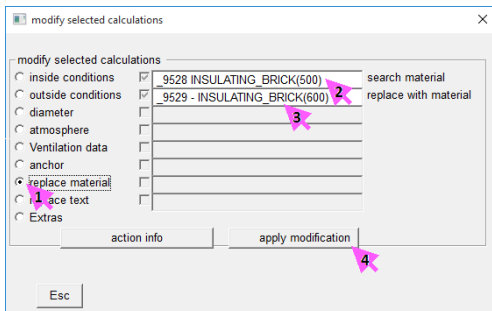 modify selected calculations
modify selected calculations
inside conditions _9528 INSULATING_BRICK(500) search material
2
outside conditions _9529 - INSULATING_BRICK(600) replace with material
diameter
3
atmosphere
Ventilation data
anchor
replace material
1
text
Extras
action info apply modification
4
Esc